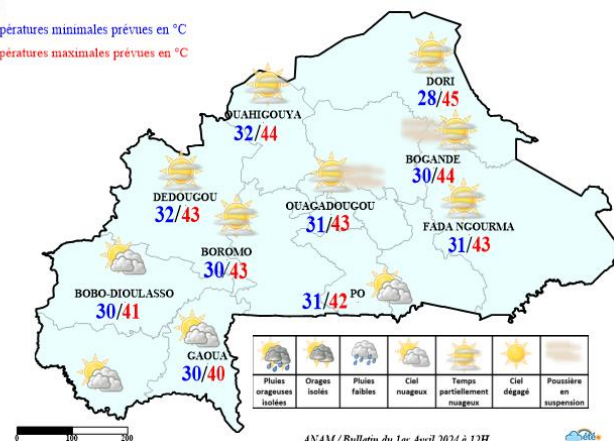 pératures minimales prévues en °C
pératures maximales prévues en °C
DORI
28/45
OUAHIGOUYA
32/44
BOGANDE
30/44
DEDOUGOU
32/43
OUAGADOUGOU
31/43
FADA NGOURMA
31/43
BOROMO
30/43
BOBO-DIOULASSO
30/41
31/42 PO
GAOUA
30/40
Pluies orageuses isolées
Orages isolés
Pluies faibles
Ciel nuageux
Temps partiellement nuageux
Ciel dégagé
Poussière en suspension
0 100 200
ANAM / Bulletin du 1er Avril 2024 à 12H